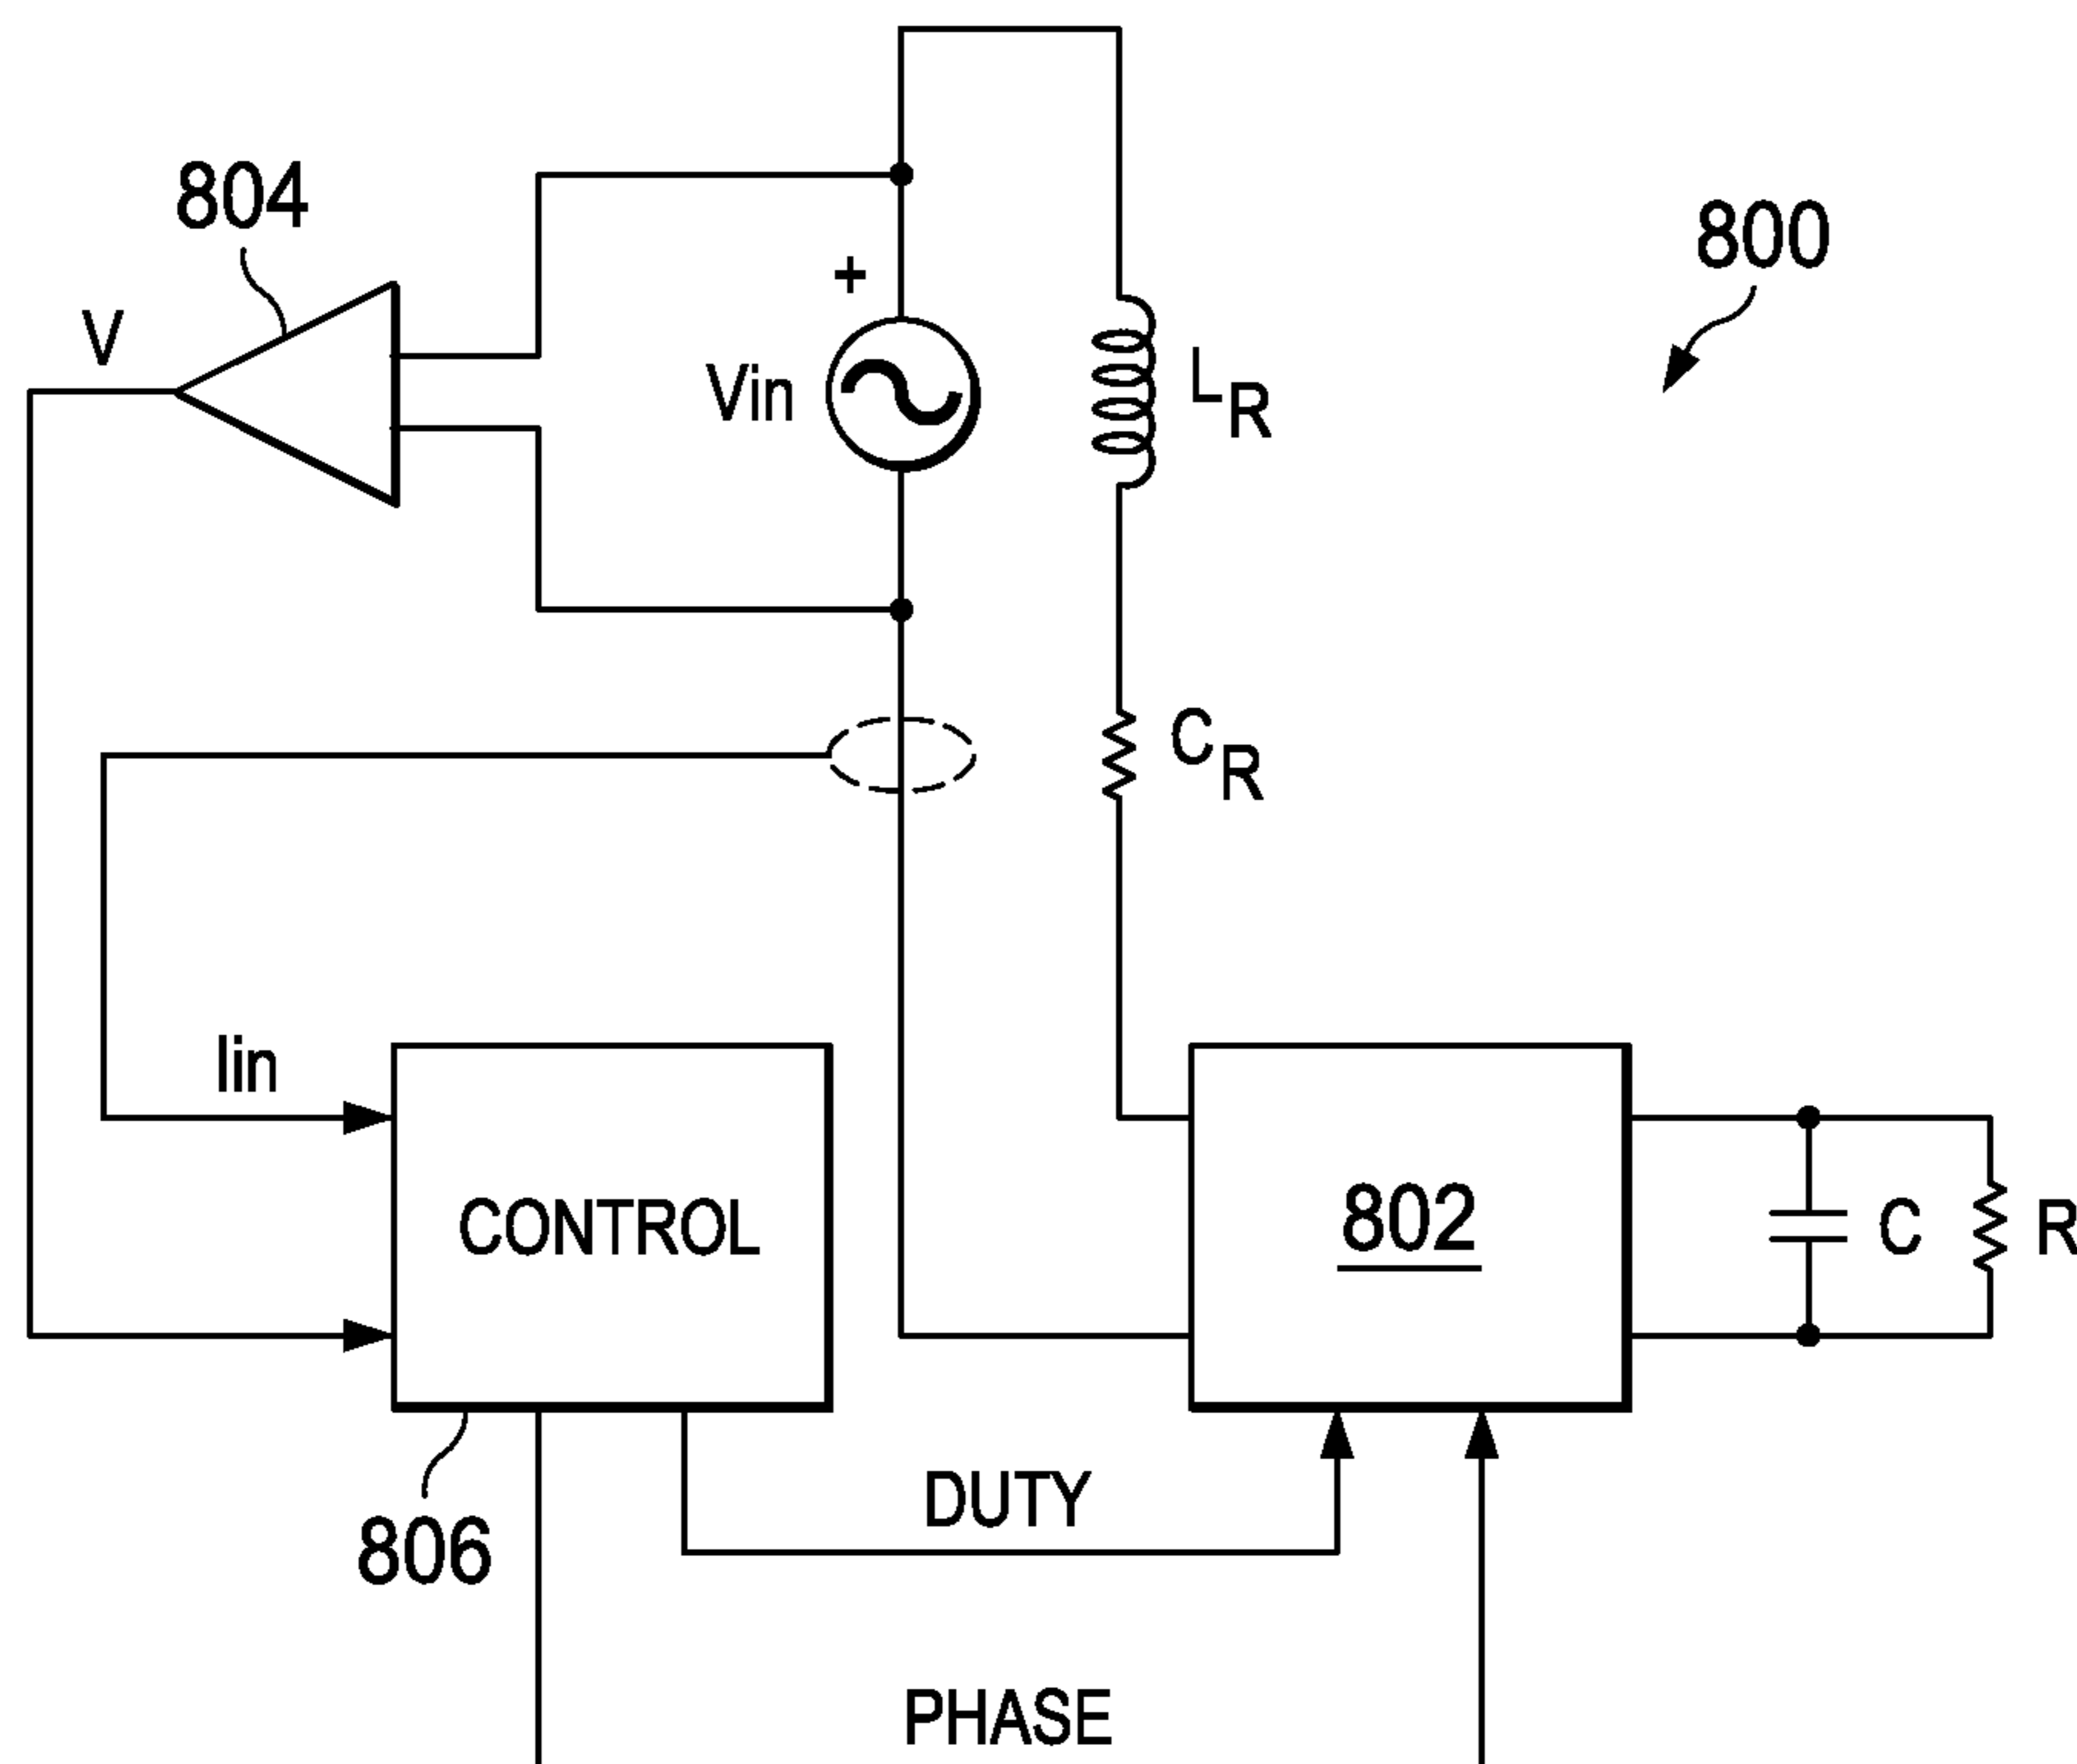 804
800
V
+
Vin
LR
CR
Iin
CONTROL
802
C
R
DUTY
806
PHASE